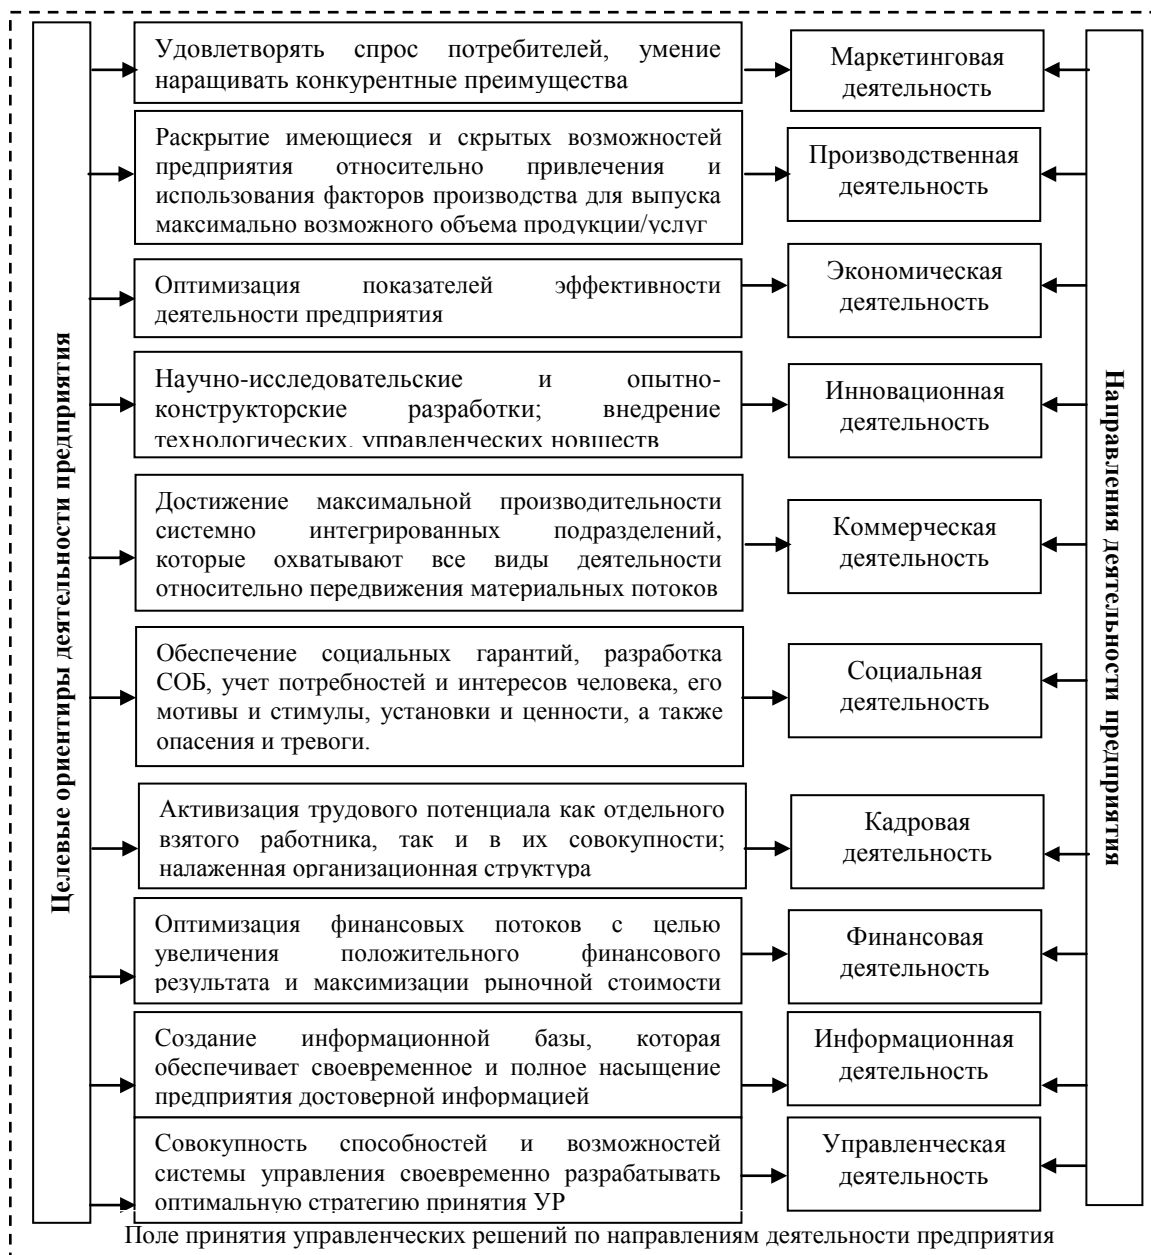 Целевые ориентиры деятельности предприятия
Удовлетворять спрос потребителей, умение
наращивать конкурентные преимущества
Маркетинговая
деятельность
Раскрытие имеющиеся и скрытых возможностей
предприятия относительно привлечения и
использования факторов производства для выпуска
максимально возможного объема продукции/услуг
Производственная
деятельность
Оптимизация показателей эффективности
деятельности предприятия
Экономическая
деятельность
Научно-исследовательские и опытно-
конструкторские разработки; внедрение
технологических, управленческих новшеств
Инновационная
деятельность
Достижение максимальной производительности
системно интегрированных подразделений,
которые охватывают все виды деятельности
относительно передвижения материальных потоков
Коммерческая
деятельность
Обеспечение социальных гарантий, разработка
СОБ, учет потребностей и интересов человека, его
мотивы и стимулы, установки и ценности, а также
опасения и тревоги.
Социальная
деятельность
Активизация трудового потенциала как отдельного
взятого работника, так и в их совокупности;
налаженная организационная структура
Кадровая
деятельность
Оптимизация финансовых потоков с целью
увеличения положительного финансового
результата и максимизации рыночной стоимости
Финансовая
деятельность
Создание информационной базы, которая
обеспечивает своевременное и полное насыщение
предприятия достоверной информацией
Информационная
деятельность
Совокупность способностей и возможностей
системы управления своевременно разрабатывать
оптимальную стратегию принятия УР
Управленческая
деятельность
Направления деятельности предприятия
Поле принятия управленческих решений по направлениям деятельности предприятия